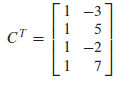 C^T = [ 1 -3
1 5
1 -2
1 7 ]